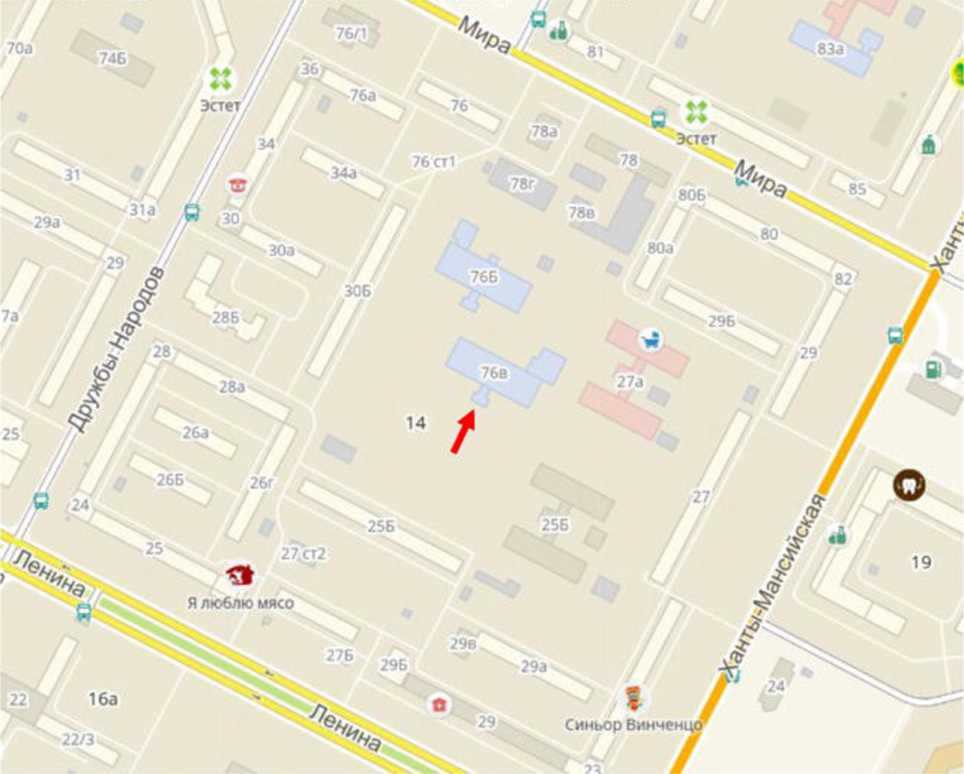 Мира
81
83а
70а
74Б
76/1
36
76а
76
Эстет
78а
Эстет
34
34а
76 ст1
78
78г
Мира
31
31а
30
78в
80Б
85
29а
30а
80а
80
Ханты
29
30Б
76Б
82
7а
28Б
29Б
Дружбы Народов
28
28а
76в
27а
29
25
26а
14
26Б
26г
24
27
25Б
25Б
25
27 ст2
19
Ленина
Я люблю мясо
Ханты-Мансийская
27Б
29Б
29в
29а
24
22
16а
29
Синьор Винченцо
22/3
Ленина
23